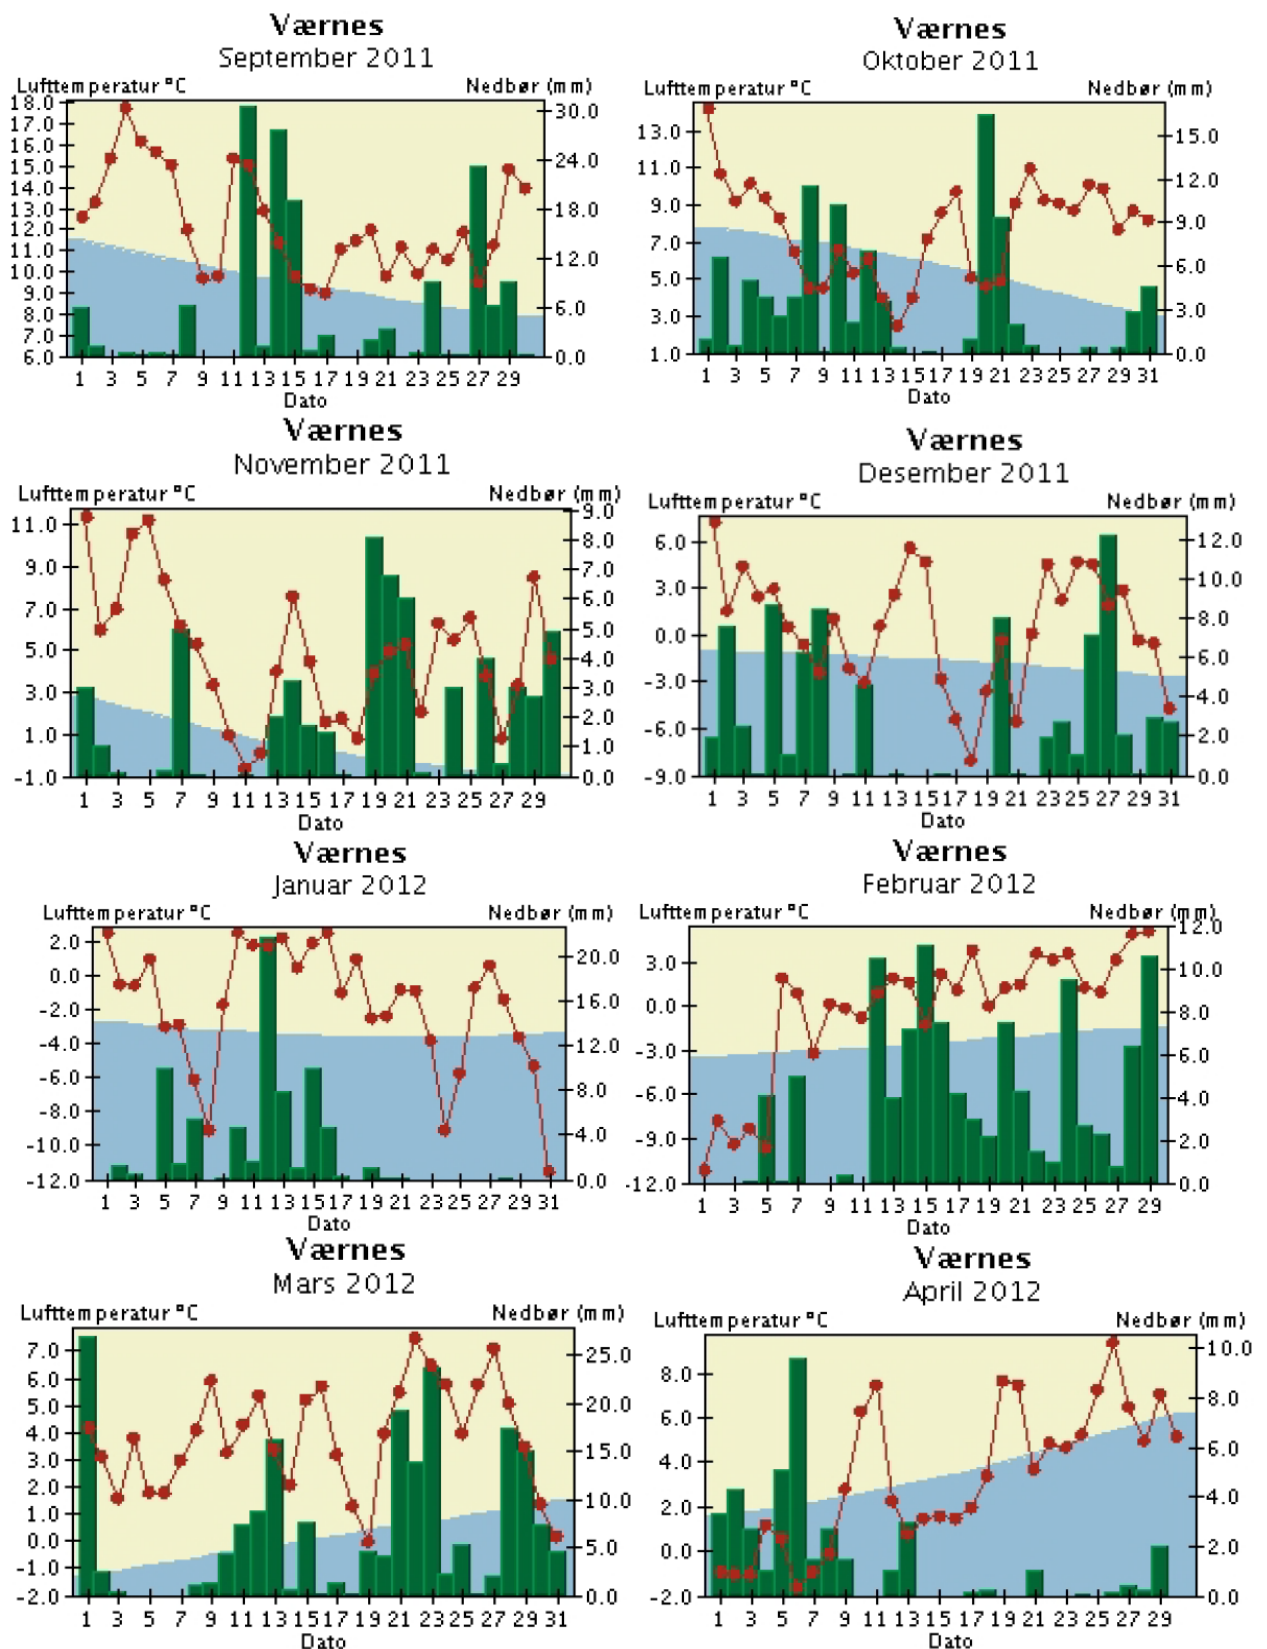 Værnes
September 2011
Lufttemperatur °C Nedbør (mm)
18.0
17.0
16.0
15.0
14.0
13.0
12.0
11.0
10.0
9.0
8.0
7.0
6.0
30.0
24.0
18.0
12.0
6.0
0.0
1 3 5 7 9 11 13 15 17 19 21 23 25 27 29
Dato
Værnes
Oktober 2011
Lufttemperatur °C Nedbør (mm)
13.0
11.0
9.0
7.0
5.0
3.0
1.0
15.0
12.0
9.0
6.0
3.0
0.0
1 3 5 7 9 11 13 15 17 19 21 23 25 27 29 31
Dato
Værnes
November 2011
Lufttemperatur °C Nedbør (mm)
11.0
9.0
7.0
5.0
3.0
1.0
-1.0
9.0
8.0
7.0
6.0
5.0
4.0
3.0
2.0
1.0
0.0
1 3 5 7 9 11 13 15 17 19 21 23 25 27 29
Dato
Værnes
Desember 2011
Lufttemperatur °C Nedbør (mm)
6.0
3.0
0.0
-3.0
-6.0
-9.0
12.0
10.0
8.0
6.0
4.0
2.0
0.0
1 3 5 7 9 11 13 15 17 19 21 23 25 27 29 31
Dato
Værnes
Januar 2012
Lufttemperatur °C Nedbør (mm)
2.0
0.0
-2.0
-4.0
-6.0
-8.0
-10.0
-12.0
20.0
16.0
12.0
8.0
4.0
0.0
1 3 5 7 9 11 13 15 17 19 21 23 25 27 29 31
Dato
Værnes
Februar 2012
Lufttemperatur °C Nedbør (mm)
3.0
0.0
-3.0
-6.0
-9.0
-12.0
12.0
10.0
8.0
6.0
4.0
2.0
0.0
1 3 5 7 9 11 13 15 17 19 21 23 25 27 29
Dato
Værnes
Mars 2012
Lufttemperatur °C Nedbør (mm)
7.0
6.0
5.0
4.0
3.0
2.0
1.0
0.0
-1.0
-2.0
25.0
20.0
15.0
10.0
5.0
0.0
1 3 5 7 9 11 13 15 17 19 21 23 25 27 29 31
Dato
Værnes
April 2012
Lufttemperatur °C Nedbør (mm)
8.0
6.0
4.0
2.0
0.0
-2.0
10.0
8.0
6.0
4.0
2.0
0.0
1 3 5 7 9 11 13 15 17 19 21 23 25 27 29
Dato